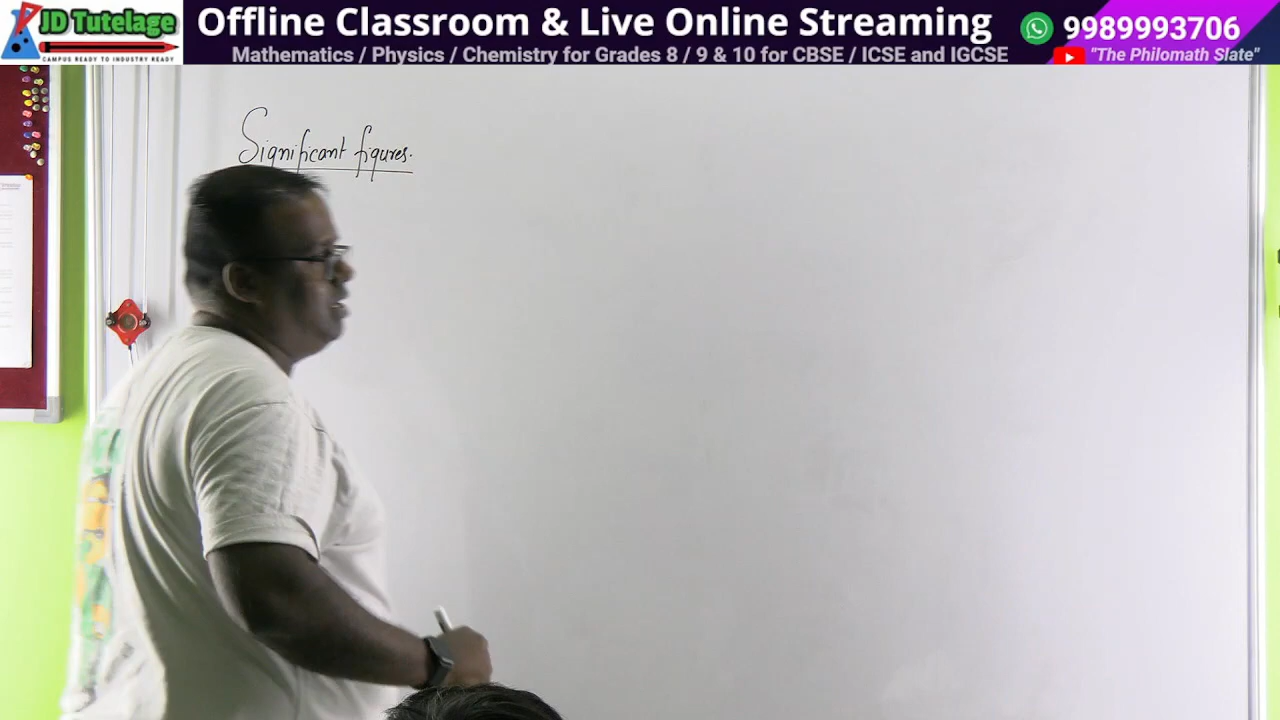 JD Tutelage
CAMPUS READY TO INDUSTRY READY
Offline Classroom & Live Online Streaming
Mathematics / Physics / Chemistry for Grades 8 / 9 & 10 for CBSE / ICSE and IGCSE
9989993706
"The Philomath Slate"
Significant figures.